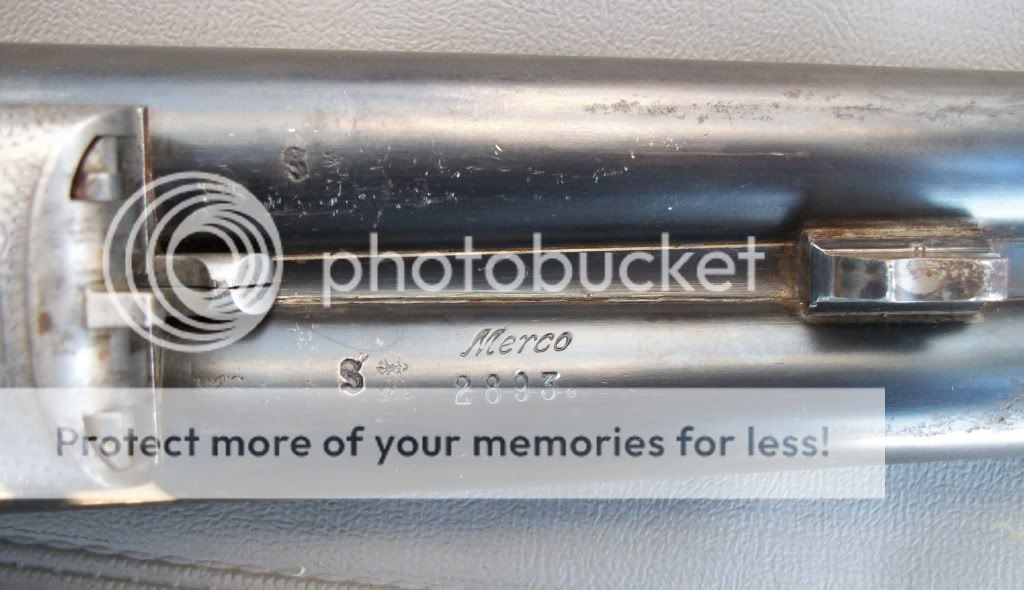 S
photobucket
Merco
S
2893.
Protect more of your memories for less!